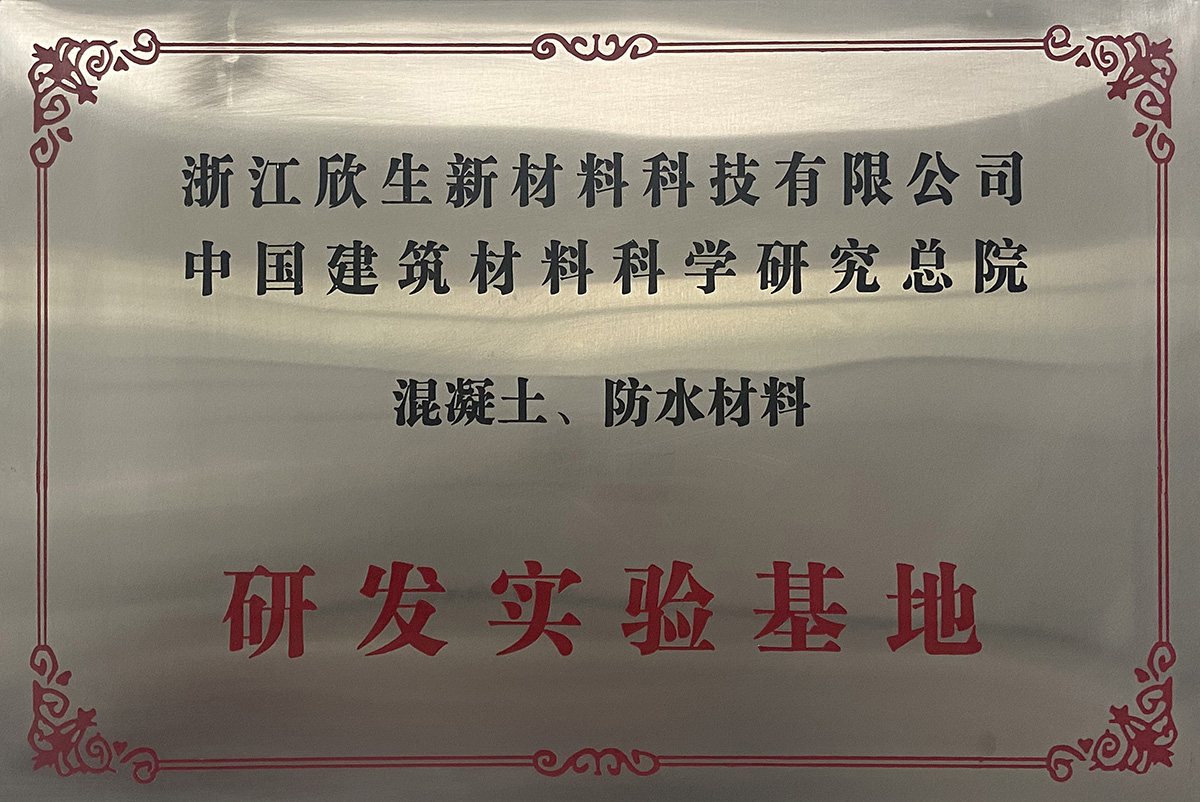 浙江欣生新材料科技有限公司
中国建筑材料科学研究总院
混凝土、防水材料
研发实验基地